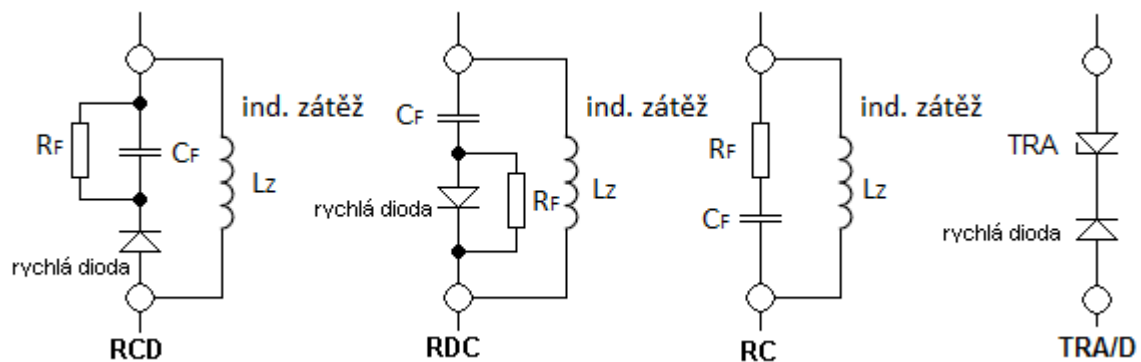 RF
CF
ind. zátěž
Lz
rychlá dioda
RCD
CF
ind. zátěž
Lz
rychlá dioda
RF
RDC
RF
CF
ind. zátěž
Lz
RC
TRA
rychlá dioda
TRA/D